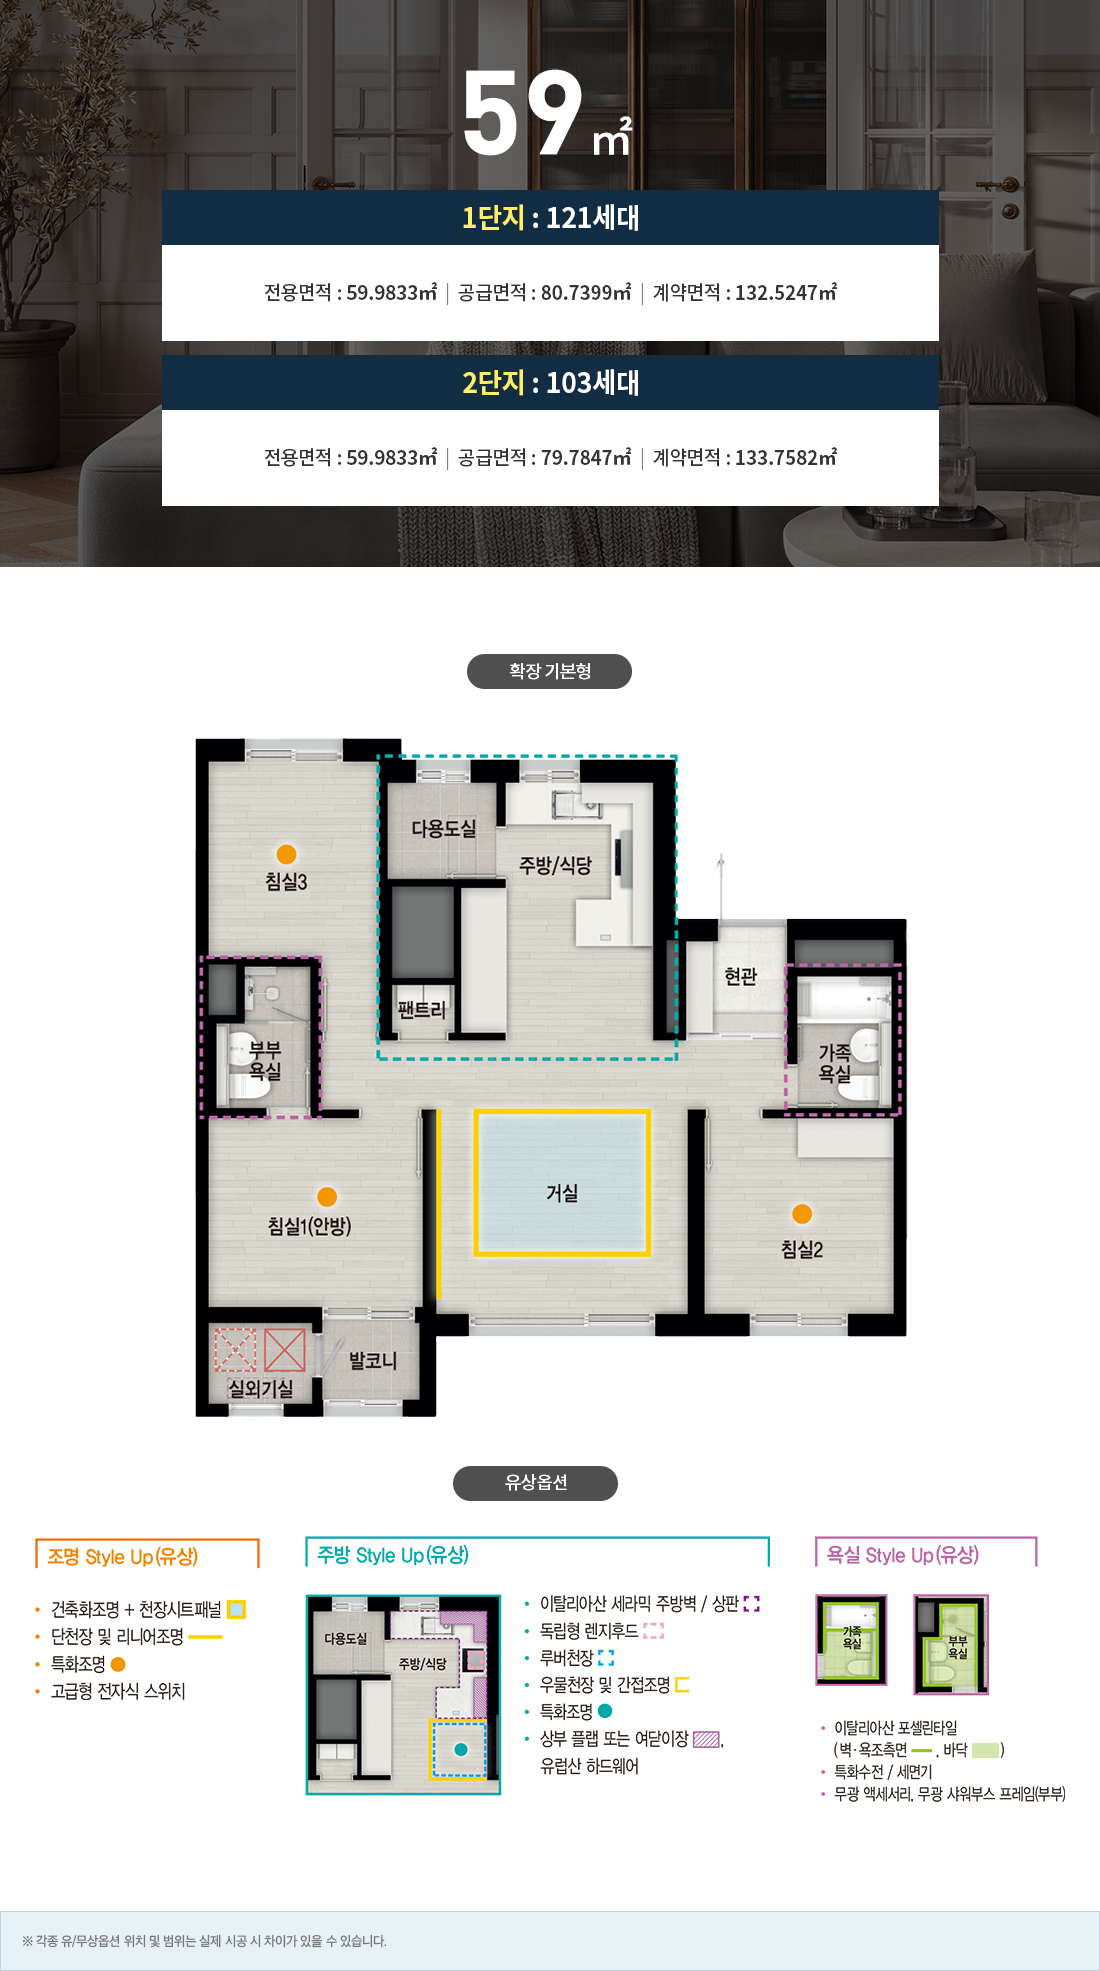 59㎡
1단지 : 121세대
전용면적 : 59.9833㎡ | 공급면적 : 80.7399㎡ | 계약면적 : 132.5247㎡
2단지 : 103세대
전용면적 : 59.9833㎡ | 공급면적 : 79.7847㎡ | 계약면적 : 133.7582㎡
확장 기본형
다용도실
주방/식당
침실3
현관
팬트리
부부
욕실
가족
욕실
거실
침실1(안방)
침실2
발코니
실외기실
유상옵션
조명 Style Up(유상)
• 건축화조명 + 천장시트패널
• 단천장 및 리니어조명
• 특화조명
• 고급형 전자식 스위치
주방 Style Up(유상)
다용도실
주방/식당
• 이탈리아산 세라믹 주방벽 / 상판
• 독립형 렌지후드
• 루버천장
• 우물천장 및 간접조명
• 특화조명
• 상부 플랩 또는 여닫이장 ,
유럽산 하드웨어
욕실 Style Up(유상)
가족
욕실
부부
욕실
• 이탈리아산 포셀린타일
(벽·욕조측면 , 바닥 )
• 특화수전 / 세면기
• 무광 액세서리, 무광 샤워부스 프레임(부부)
※ 각종 유/무상옵션 위치 및 범위는 실제 시공 시 차이가 있을 수 있습니다.